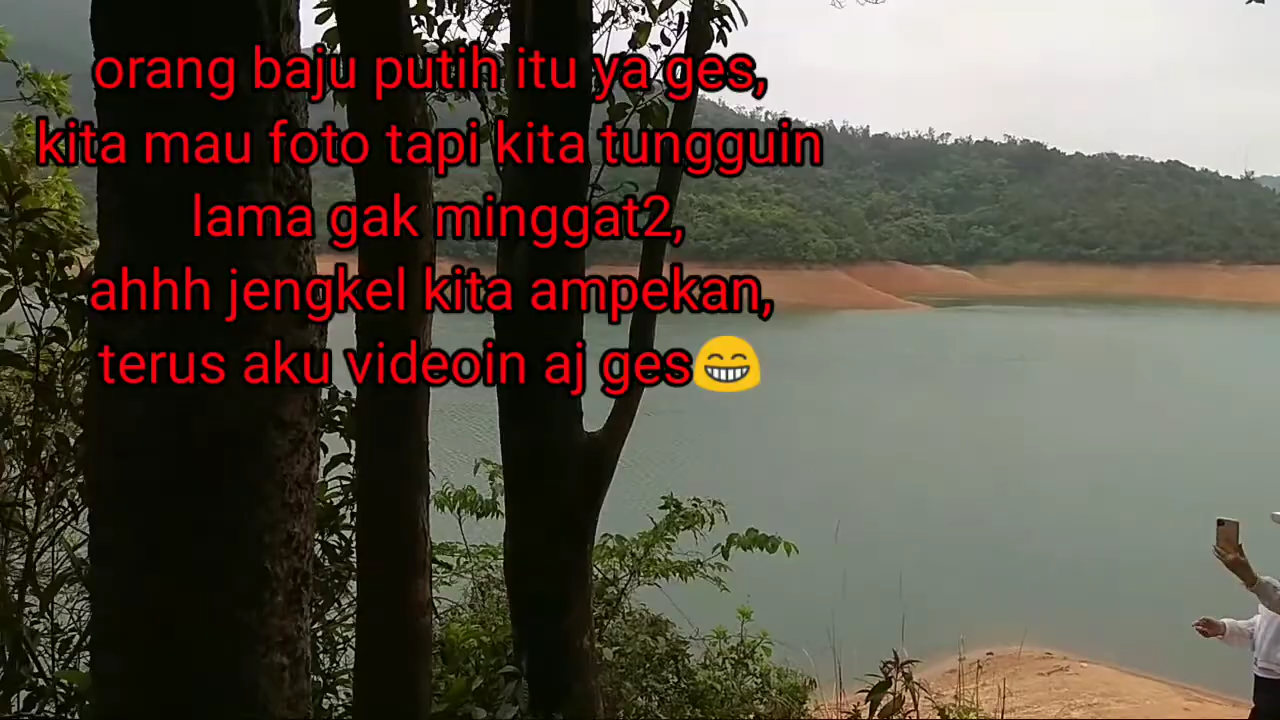 orang baju putih itu ya ges,
kita mau foto tapi kita tungguin
lama gak minggat2,
ahhh jengkel kita ampekan,
terus aku videoin aj ges😁